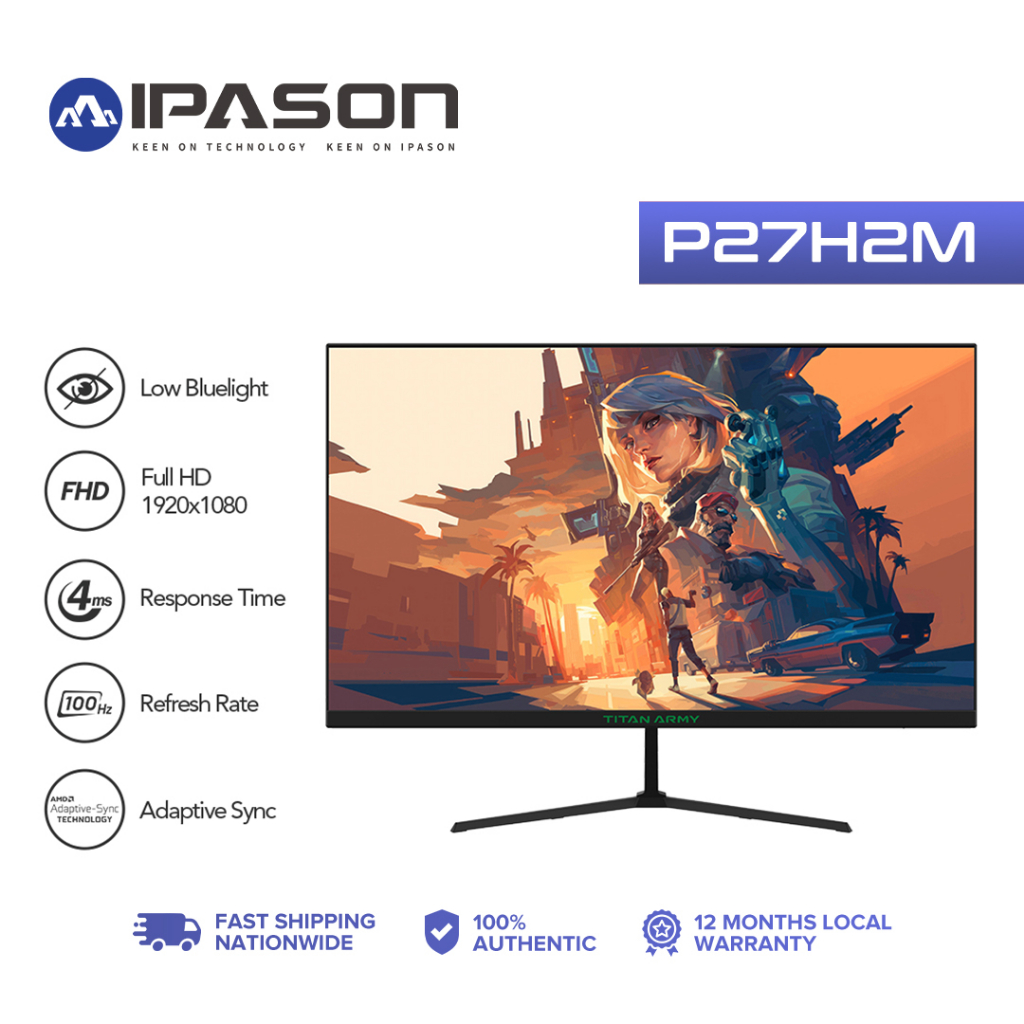 IPASON
KEEN ON TECHNOLOGY KEEN ON IPASON
P27H2M
Low Bluelight
FHD
Full HD
1920x1080
4ms
Response Time
100Hz
Refresh Rate
AMD
Adaptive-Sync
TECHNOLOGY
Adaptive Sync
TITAN ARMY
FAST SHIPPING
NATIONWIDE
100%
AUTHENTIC
12 MONTHS LOCAL
WARRANTY